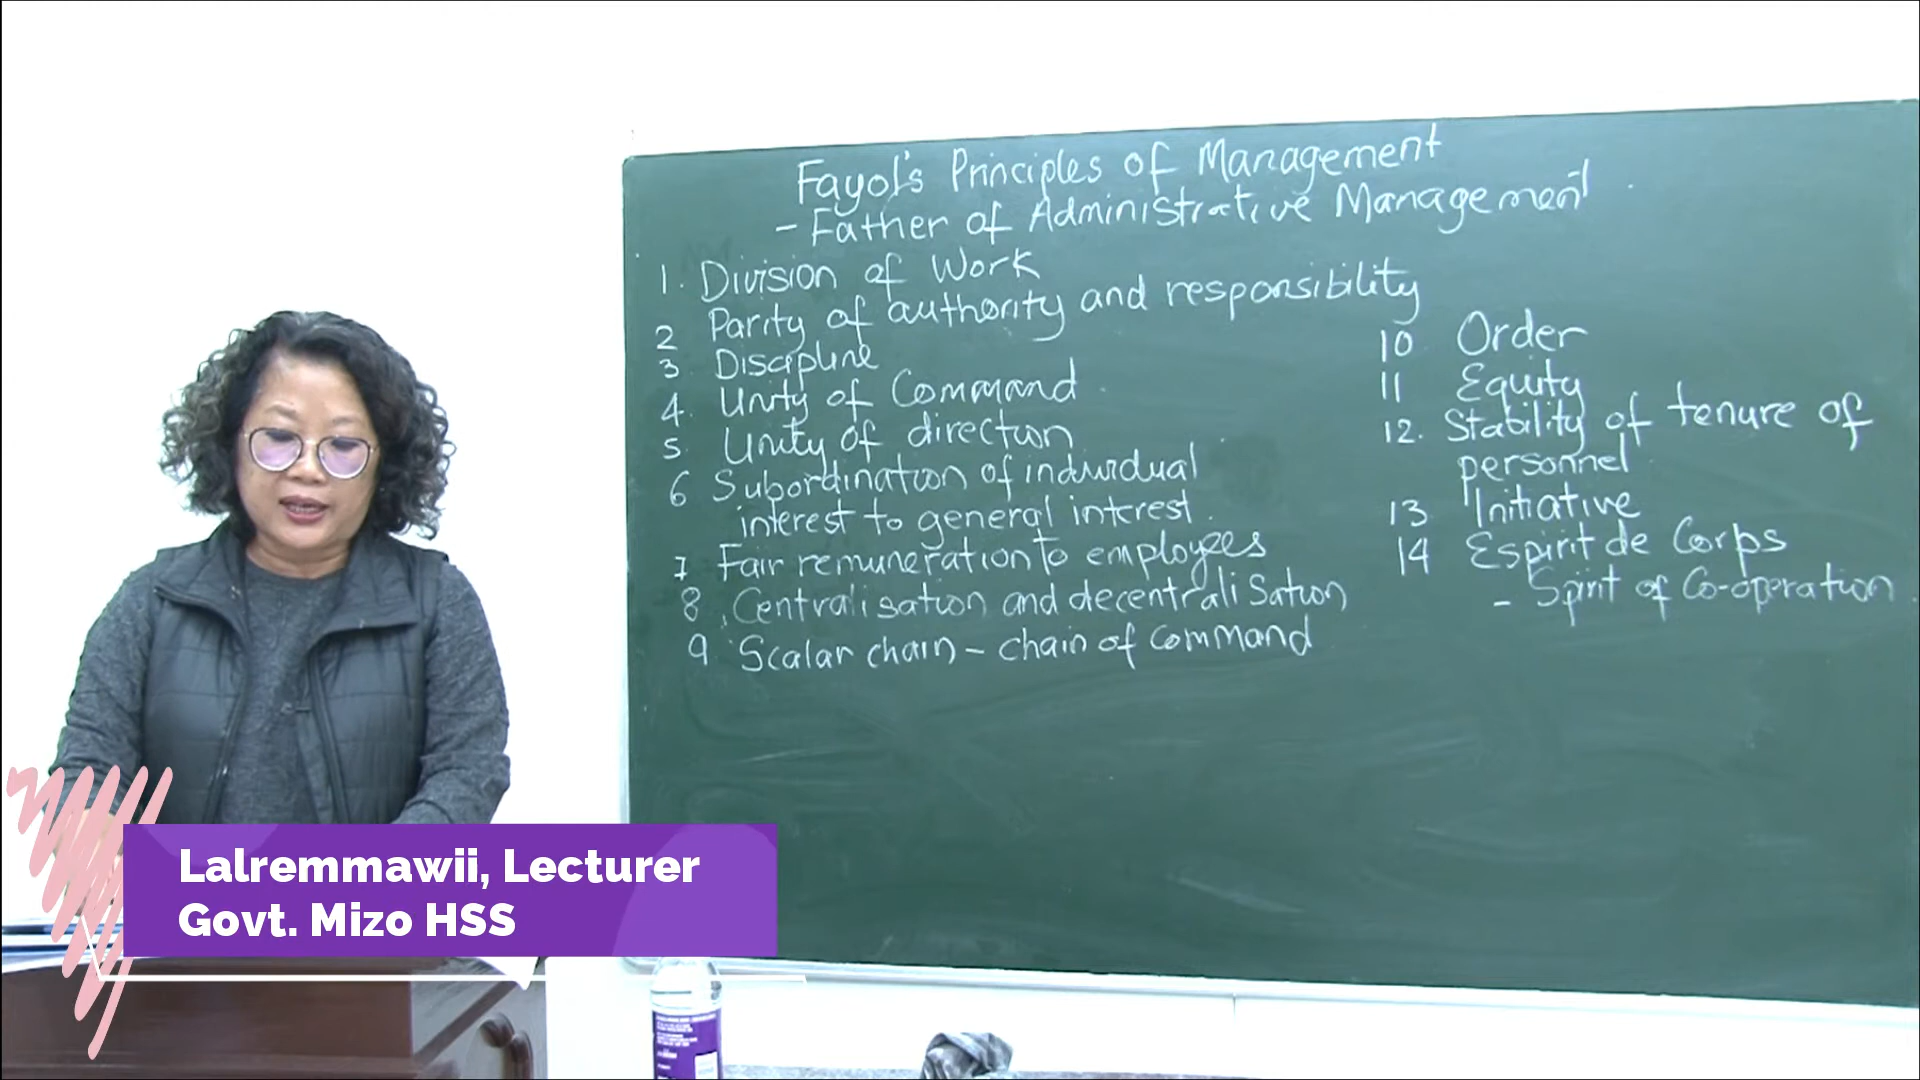 Fayol's Principles of Management
- Father of Administrative Management
1. Division of Work
2 Parity of authority and responsibility
3 Discipline
4. Unity of Command
5. Unity of direction
6 Subordination of individual
interest to general interest.
7 Fair remuneration to employees
8. Centralisation and decentralisation
9. Scalar chain - chain of command
10 Order
11 Equity
12. Stability of tenure of
personnel
13 Initiative
14 Espirit de Corps
- Spirit of Co-operation
Lalremmawii, Lecturer
Govt. Mizo HSS